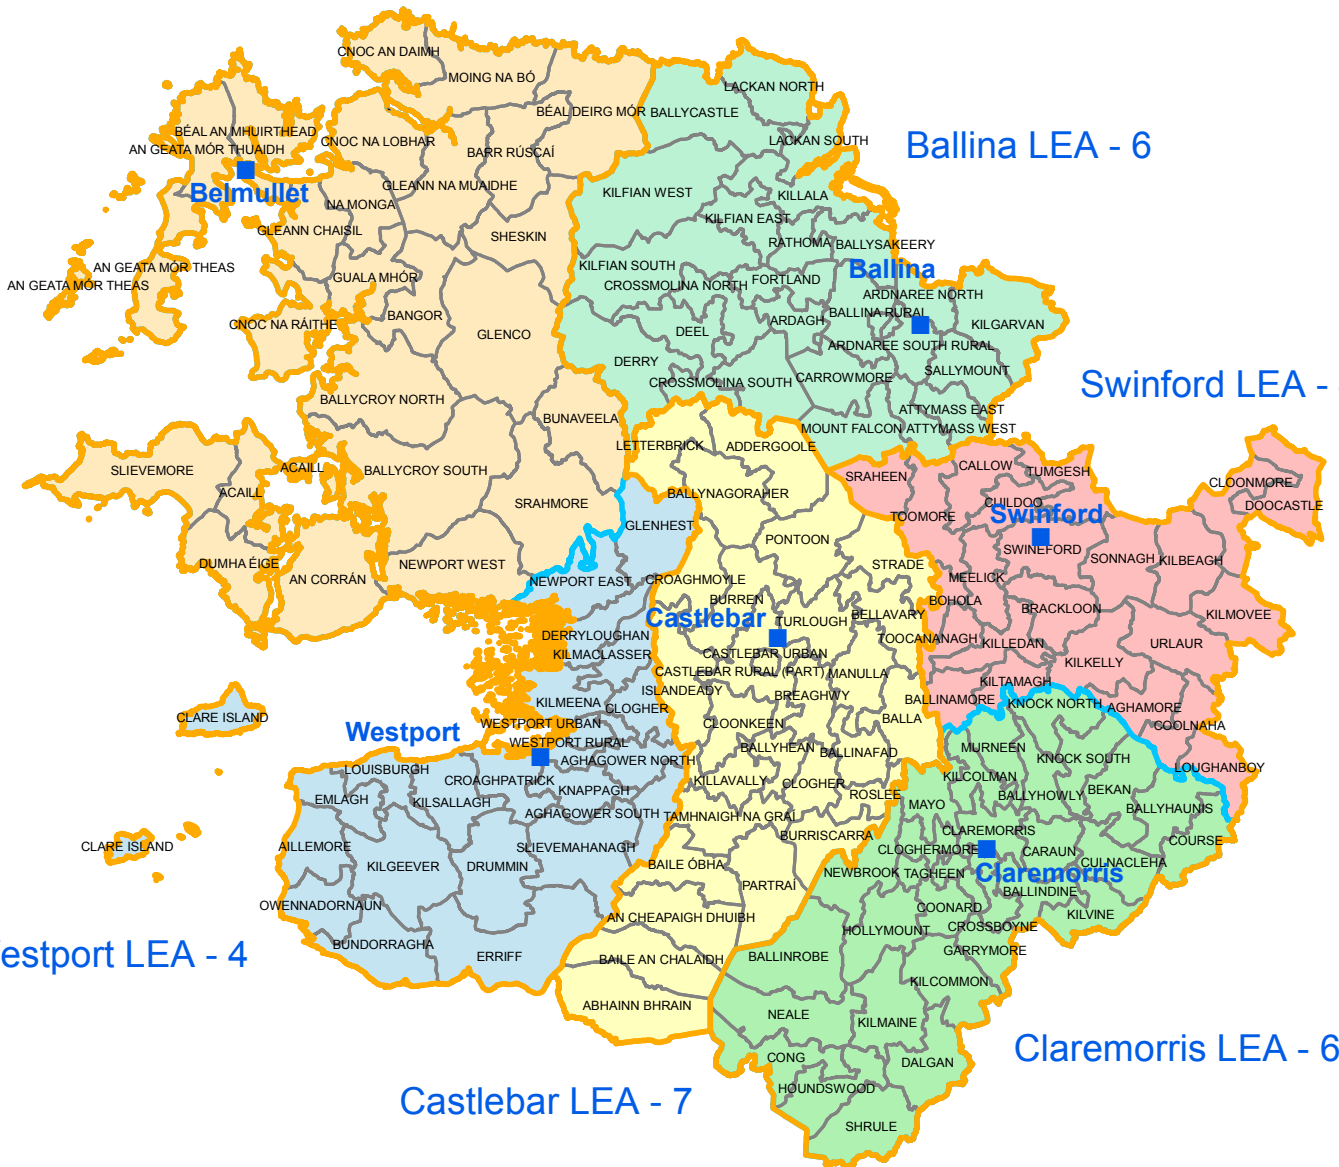 CNOC AN DAIMH
MOING NA BÓ
LACKAN NORTH
BÉAL DEIRG MÓR
BALLYCASTLE
BÉAL AN MHUIRTHEAD
AN GEATA MÓR THUAIDH
CNOC NA LOBHAR
BARR RÚSCAÍ
LACKAN SOUTH
Ballina LEA - 6
Belmullet
GLEANN NA MUAIDHE
KILFIAN WEST
KILLALA
NA MONGA
GLEANN CHAISIL
SHESKIN
KILFIAN EAST
RATHOMA
BALLYSAKEERY
AN GEATA MÓR THEAS
AN GEATA MÓR THEAS
GUALA MHÓR
KILFIAN SOUTH
CROSSMOLINA NORTH
FORTLAND
Ballina
ARDNAREE NORTH
CNOC NA RÁITHE
BANGOR
GLENCO
DEEL
ARDAGH
BALLINA RURAL
KILGARVAN
ARDNAREE SOUTH RURAL
DERRY
CROSSMOLINA SOUTH
CARROWMORE
SALLYMOUNT
Swinford LEA -
BALLYCROY NORTH
BUNAVEELA
ATTYMASS EAST
MOUNT FALCON
ATTYMASS WEST
LETTERBRICK
ADDERGOOLE
SLIEVEMORE
ACAILL
ACAILL
BALLYCROY SOUTH
SRAHMORE
BALLYNAGORAHER
SRAHEEN
CALLOW
TUMGESH
CLOONMORE
DOOCASTLE
CUILDOO
TOOMORE
Swinford
GLENHEST
PONTOON
SWINEFORD
SONNAGH
KILBEAGH
DUMHA ÉIGE
AN CORRÁN
NEWPORT WEST
NEWPORT EAST
CROAGHMOYLE
STRADE
MEELICK
BURREN
BOHOLA
BRACKLOON
KILMOVEE
Castlebar
TURLOUGH
BELLAVARY
DERRYLOUGHAN
KILMACLASSER
CASTLEBAR URBAN
TOOCANANAGH
KILLEDAN
URLAUR
CASTLEBAR RURAL (PART)
MANULLA
KILKELLY
ISLANDEADY
BREAGHWY
BALLINAMORE
KILTAMAGH
KILMEENA
CLOGHER
KNOCK NORTH
AGHAMORE
CLARE ISLAND
WESTPORT URBAN
CLOONKEEN
BALLA
COOLNAHA
Westport
WESTPORT RURAL
AGHAGOWER NORTH
BALLYHEAN
BALLINAFAD
MURNEEN
KNOCK SOUTH
LOUGHANBOY
LOUISBURGH
CROAGHPATRICK
KNAPPAGH
KILLAVALLY
CLOGHER
ROSLEE
KILCOLMAN
BALLYHOWLY
BEKAN
EMLAGH
KILSALLAGH
AGHAGOWER SOUTH
TAMHNAIGH NA GRAÍ
MAYO
BALLYHAUNIS
BURRISCARRA
CLAREMORRIS
COURSE
CLARE ISLAND
AILLEMORE
KILGEEVER
DRUMMIN
SLIEVEMAHANAGH
BAILE ÓBHA
CLOGHERMORE
CARAUN
CULNACLEHA
NEWBROOK
TAGHEEN
Claremorris
PARTRAÍ
BALLINDINE
OWENNADORNAUN
AN CHEAPAIGH DHUIBH
COONARD
KILVINE
HOLLYMOUNT
CROSSBOYNE
BUNDORRAGHA
ERRIFF
estport LEA - 4
BAILE AN CHALAIDH
BALLINROBE
GARRYMORE
KILCOMMON
ABHAINN BHRAIN
NEALE
KILMAINE
CONG
DALGAN
Claremorris LEA - 6
HOUNDSWOOD
Castlebar LEA - 7
SHRULE